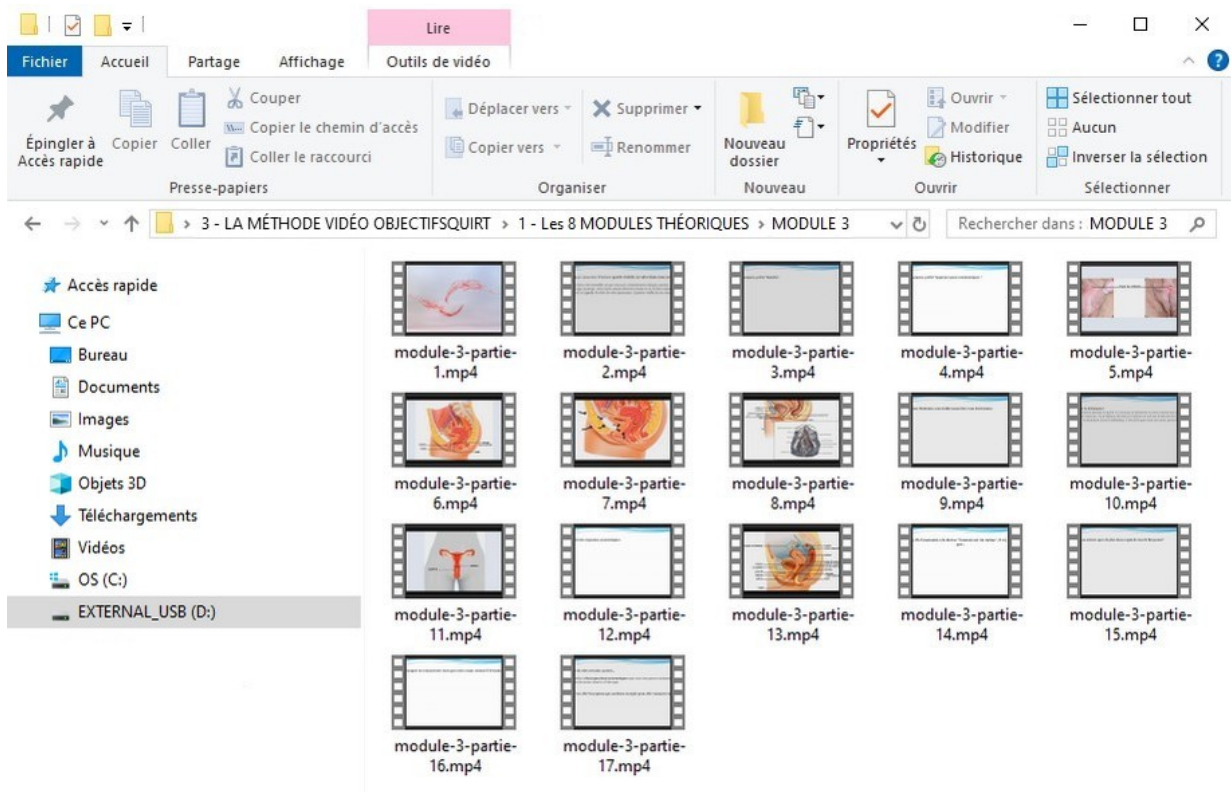 Lire
Fichier Accueil Partage Affichage Outils de vidéo
Épingler à Accès rapide
Copier
Coller
Couper
Copier le chemin d'accès
Coller le raccourci
Déplacer vers
Copier vers
Supprimer
Renommer
Nouveau dossier
Propriétés
Ouvrir
Modifier
Historique
Sélectionner tout
Aucun
Inverser la sélection
Presse-papiers Organiser Nouveau Ouvrir Sélectionner
3 - LA MÉTHODE VIDÉO OBJECTIFSQUIRT > 1 - Les 8 MODULES THÉORIQUES > MODULE 3
Rechercher dans : MODULE 3
Accès rapide
Ce PC
Bureau
Documents
Images
Musique
Objets 3D
Téléchargements
Vidéos
OS (C:)
EXTERNAL_USB (D:)
module-3-partie-1.mp4
module-3-partie-2.mp4
module-3-partie-3.mp4
module-3-partie-4.mp4
module-3-partie-5.mp4
module-3-partie-6.mp4
module-3-partie-7.mp4
module-3-partie-8.mp4
module-3-partie-9.mp4
module-3-partie-10.mp4
module-3-partie-11.mp4
module-3-partie-12.mp4
module-3-partie-13.mp4
module-3-partie-14.mp4
module-3-partie-15.mp4
module-3-partie-16.mp4
module-3-partie-17.mp4